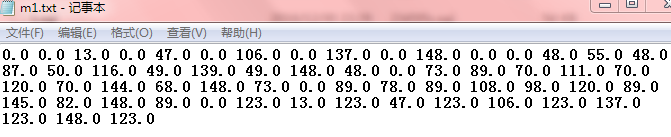 m1.txt - 记事本
文件(F) 编辑(E) 格式(O) 查看(V) 帮助(H)
0.0 0.0 13.0 0.0 47.0 0.0 106.0 0.0 137.0 0.0 148.0 0.0 0.0 48.0 55.0 48.0
87.0 50.0 116.0 49.0 139.0 49.0 148.0 48.0 0.0 73.0 89.0 70.0 111.0 70.0
120.0 70.0 144.0 68.0 148.0 73.0 0.0 89.0 78.0 89.0 108.0 98.0 120.0 89.0
145.0 82.0 148.0 89.0 0.0 123.0 13.0 123.0 47.0 123.0 106.0 123.0 137.0
123.0 148.0 123.0